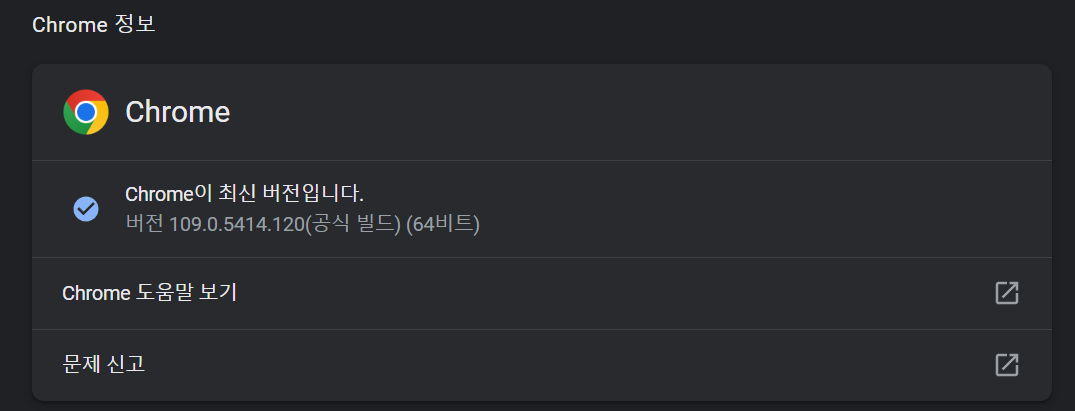 Chrome 정보
Chrome
Chrome이 최신 버전입니다.
버전 109.0.5414.120(공식 빌드) (64비트)
Chrome 도움말 보기
문제 신고